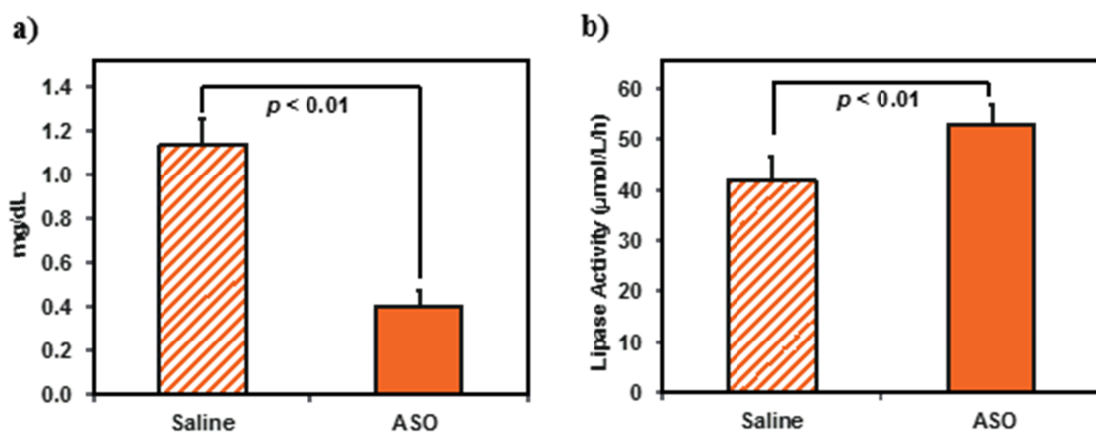 a)
mg/dL
1.4
1.2
1.0
0.8
0.6
0.4
0.2
0.0
p < 0.01
Saline
ASO
b)
Lipase Activity (μmol/L/h)
60
50
40
30
20
10
0
p < 0.01
Saline
ASO